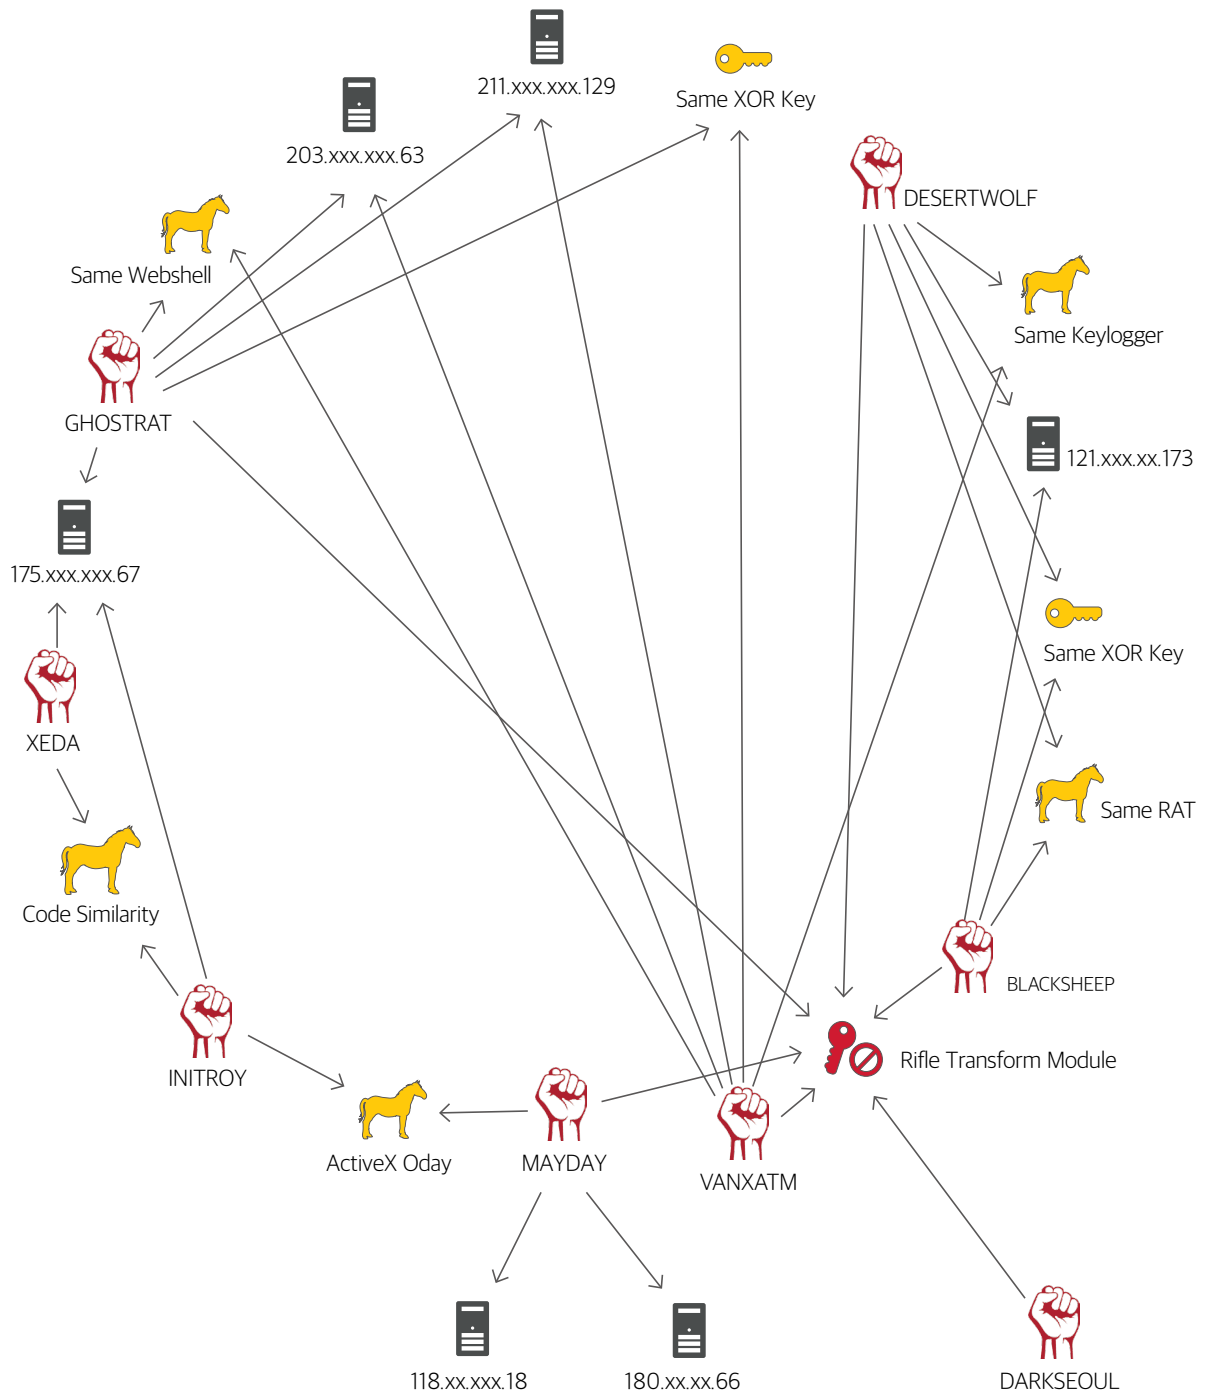 211.xxx.xxx.129
Same XOR Key
203.xxx.xxx.63
DESERTWOLF
Same Webshell
Same Keylogger
GHOSTRAT
121.xxx.xx.173
175.xxx.xxx.67
Same XOR Key
XEDA
Same RAT
Code Similarity
BLACKSHEEP
Rifle Transform Module
INITROY
ActiveX Oday
MAYDAY
VANXATM
118.xx.xxx.18
180.xx.xx.66
DARKSEOUL